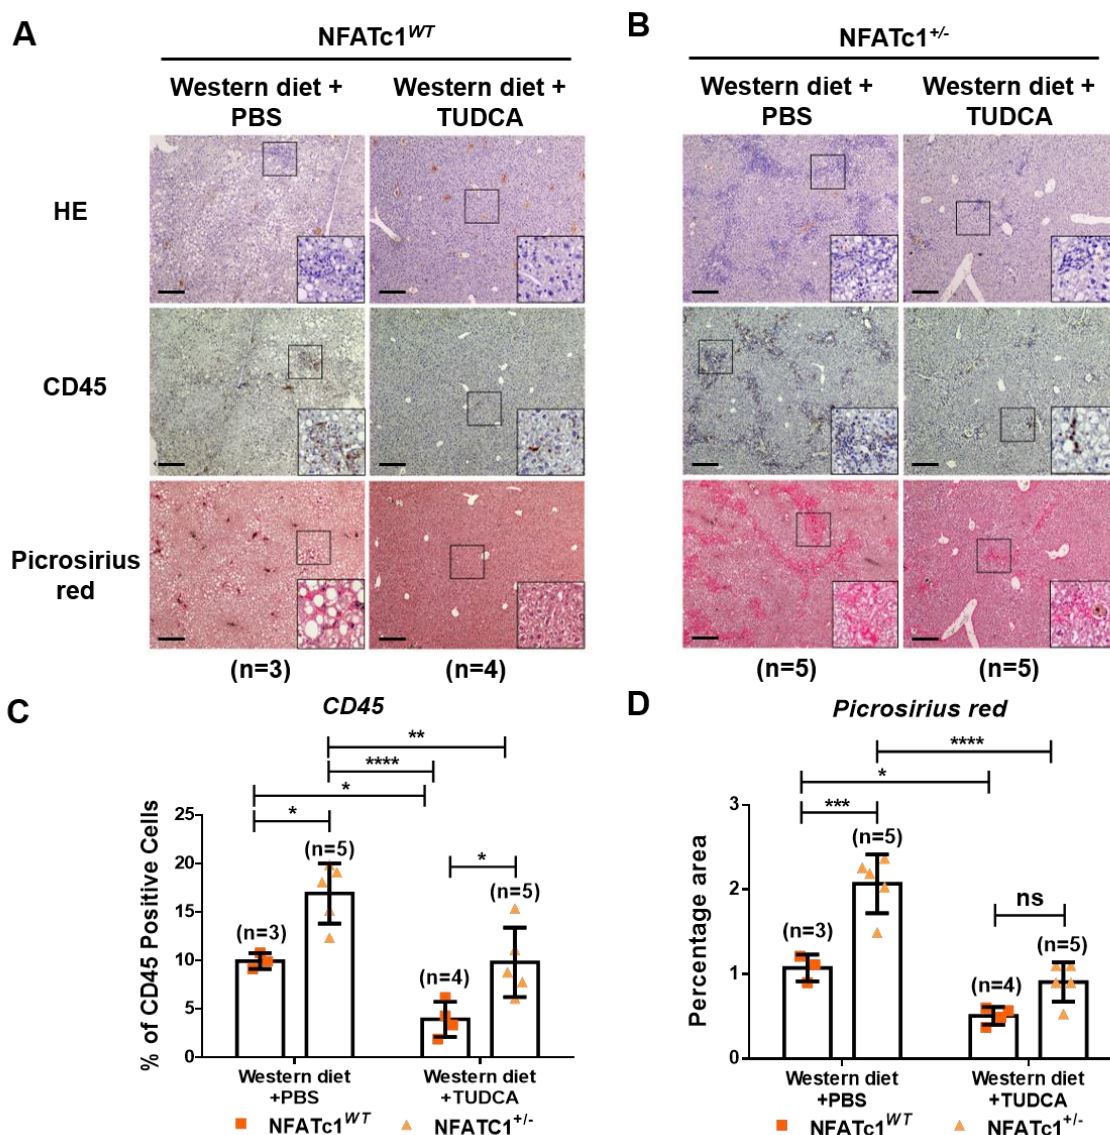 A
NFATc1WT
Western diet + PBS
Western diet + TUDCA
B
NFATc1+/-
Western diet + PBS
Western diet + TUDCA
HE
CD45
Picrosirius red
(n=3)
(n=4)
(n=5)
(n=5)
C
CD45
**
****
*
*
*
% of CD45 Positive Cells
25
20
15
10
5
0
(n=3)
(n=5)
(n=4)
(n=5)
Western diet
+PBS
Western diet
+TUDCA
NFATc1WT
NFATC1+/-
D
Picrosirius red
****
*
***
ns
Percentage area
3
2
1
0
(n=3)
(n=5)
(n=4)
(n=5)
Western diet
+PBS
Western diet
+TUDCA
NFATc1WT
NFATc1+/-